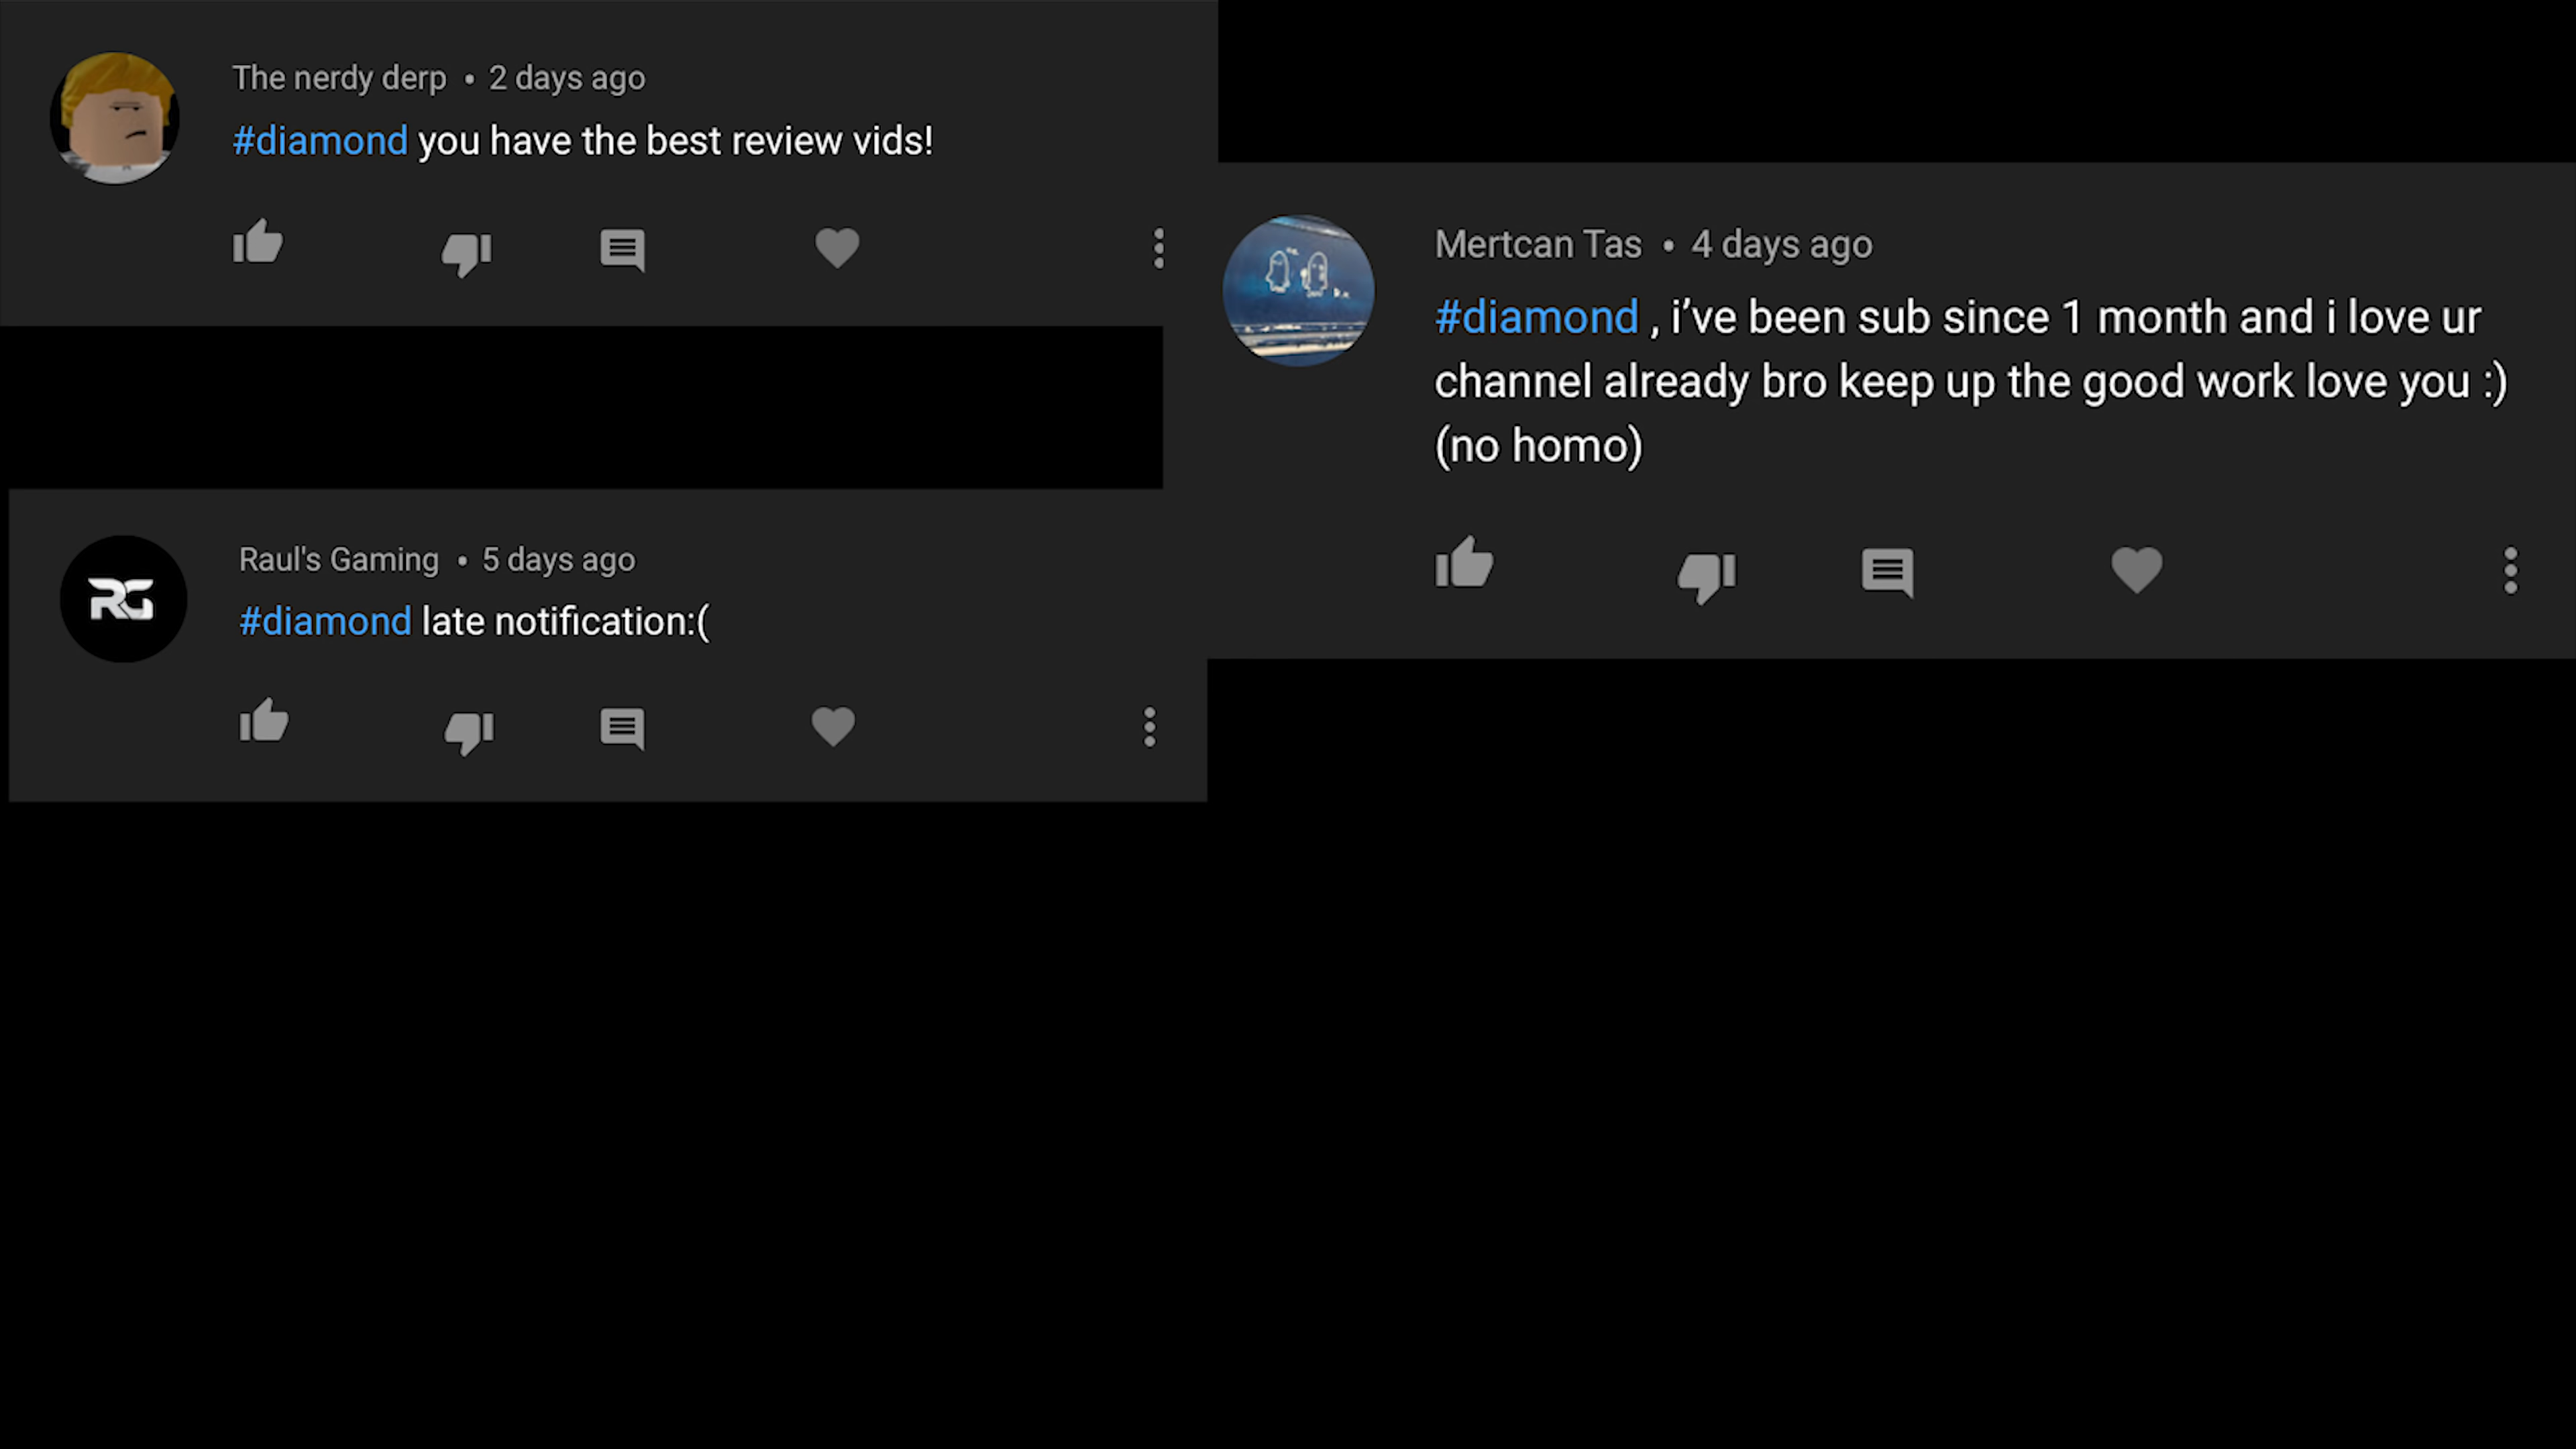 The nerdy derp • 2 days ago
#diamond you have the best review vids!
Mertcan Tas • 4 days ago
#diamond , i’ve been sub since 1 month and i love ur
channel already bro keep up the good work love you :)
(no homo)
Raul's Gaming • 5 days ago
RG
#diamond late notification:(